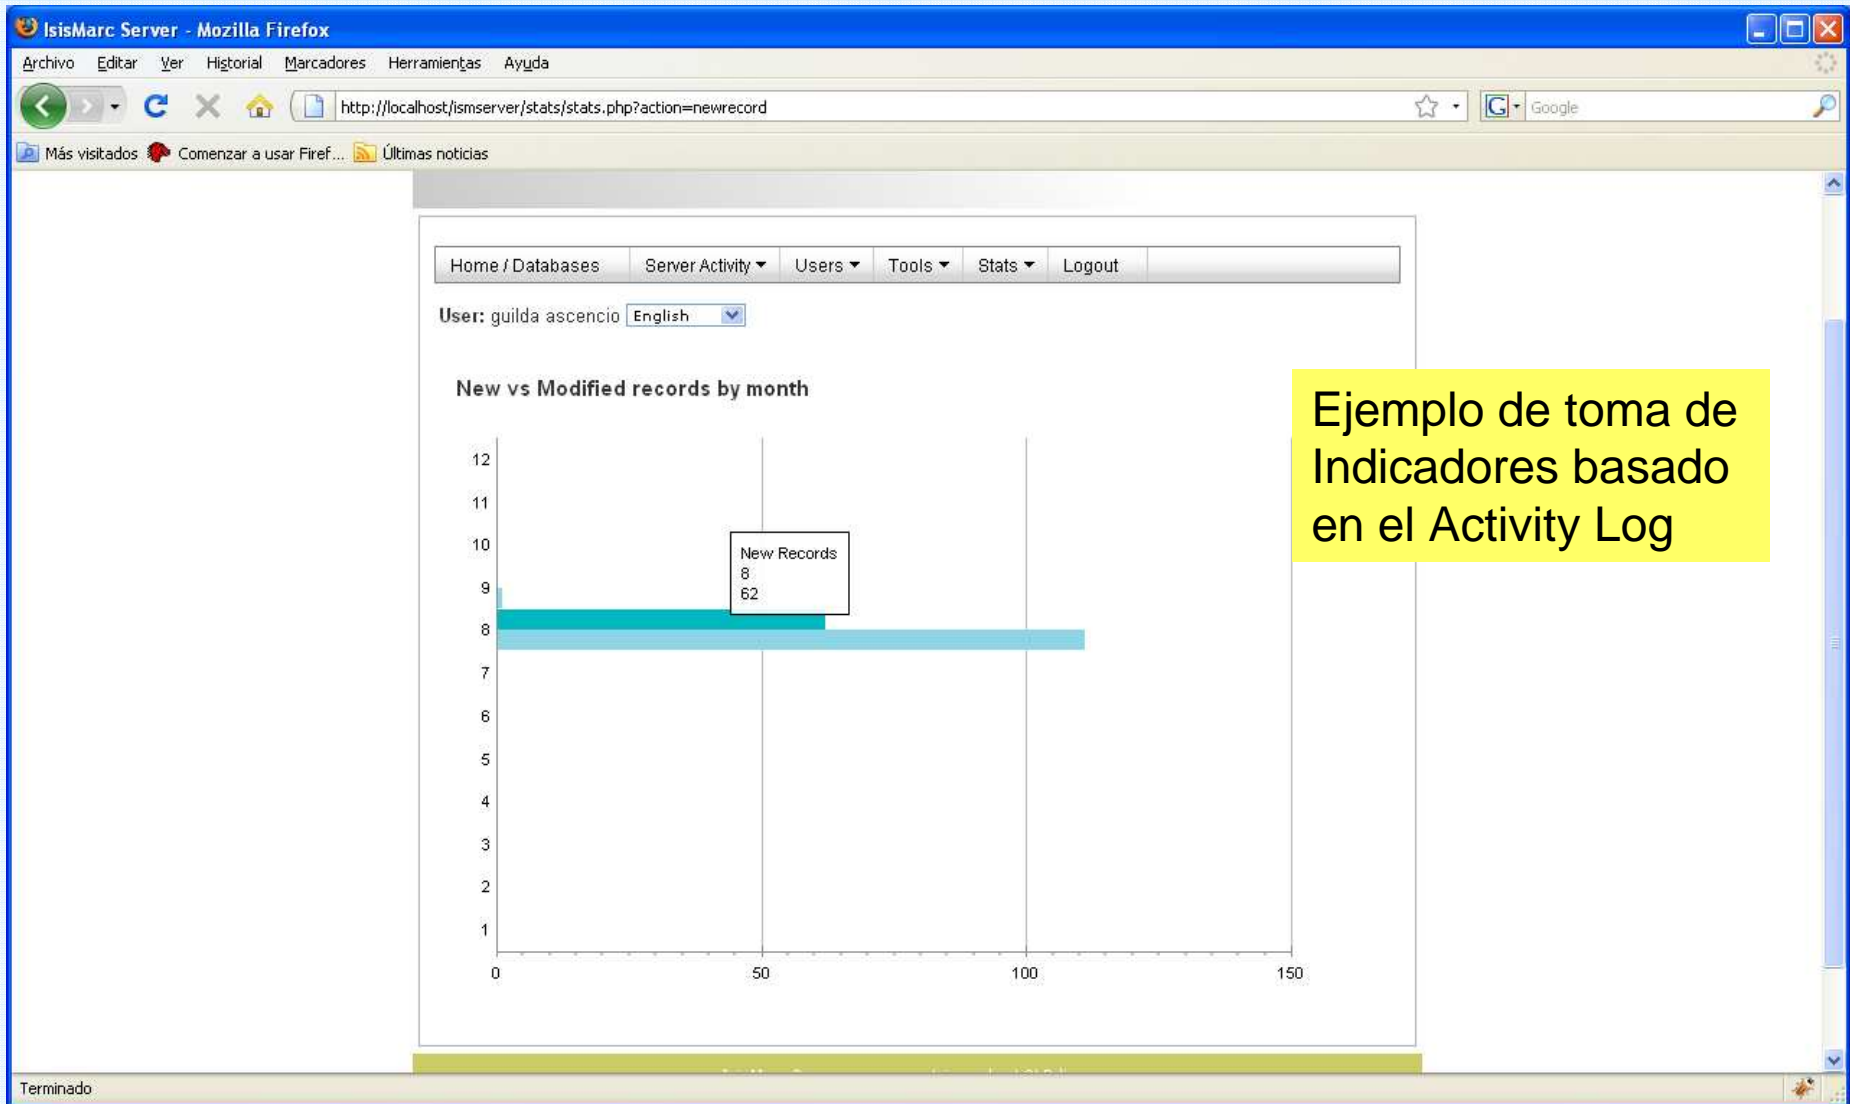 IsisMarc Server - Mozilla Firefox
Archivo Editar Ver Historial Marcadores Herramientas Ayuda
http://localhost/ismserver/stats/stats.php?action=newrecord
G Google
Más visitados Comenzar a usar Firef... Últimas noticias
Home / Databases Server Activity Users Tools Stats Logout
User: guilda ascencio English
New vs Modified records by month
Ejemplo de toma de
Indicadores basado
en el Activity Log
12
11
10
New Records
8
62
9
8
7
6
5
4
3
2
1
0 50 100 150
Terminado